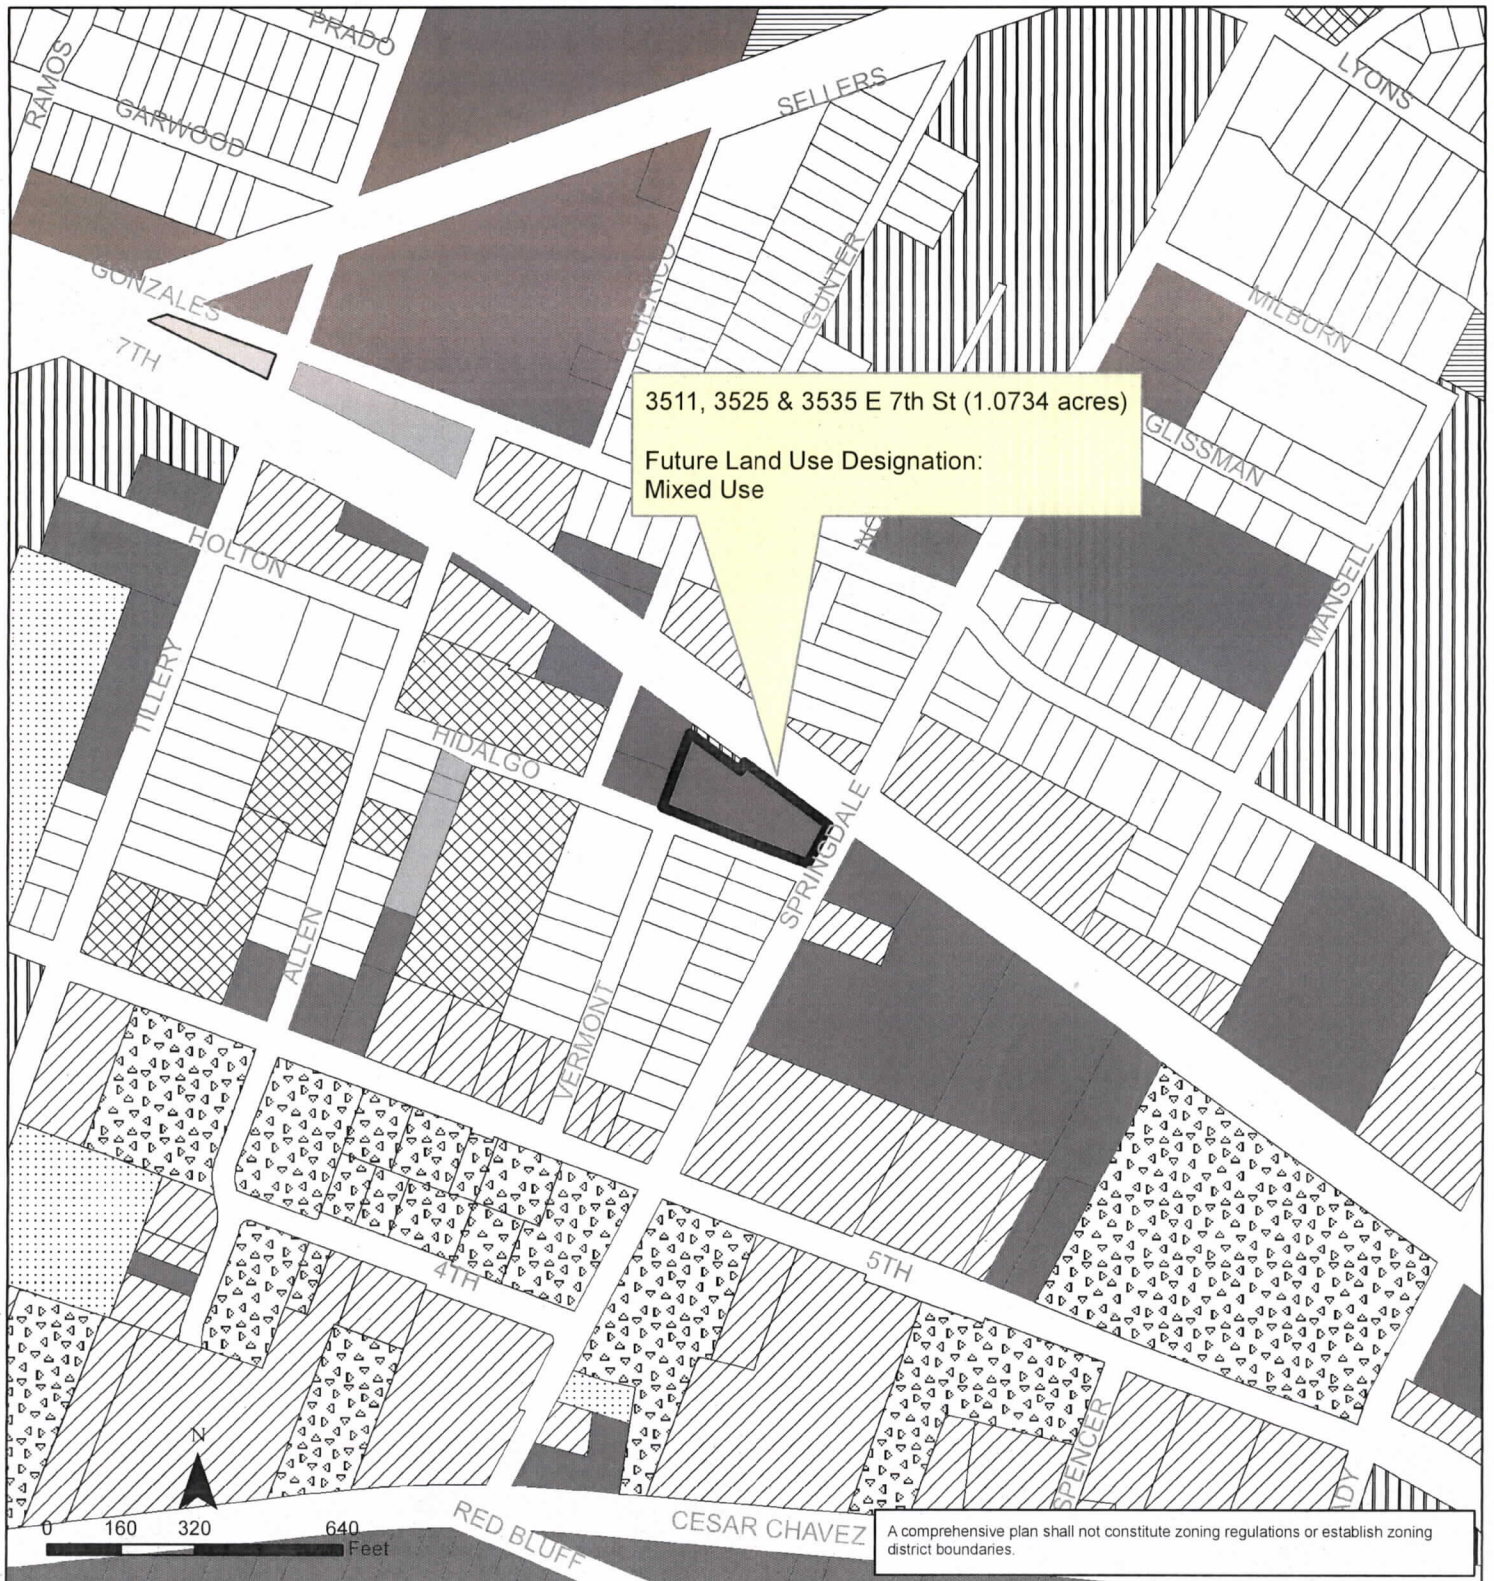 PRADO
RAMOS
GARWOOD
SELLERS
LYONS
GONZALES
7TH
CHERICO
GUNTER
MILBURN
3511, 3525 & 3535 E 7th St (1.0734 acres)
Future Land Use Designation:
Mixed Use
GLISSMAN
HOLTON
MANSELL
TILLERY
HIDALGO
SPRINGDALE
ALLEN
VERMONT
4TH
5TH
SPENCER
N
0 160 320 640
Feet
RED BLUFF
CESAR CHAVEZ
A comprehensive plan shall not constitute zoning regulations or establish zoning
district boundaries.